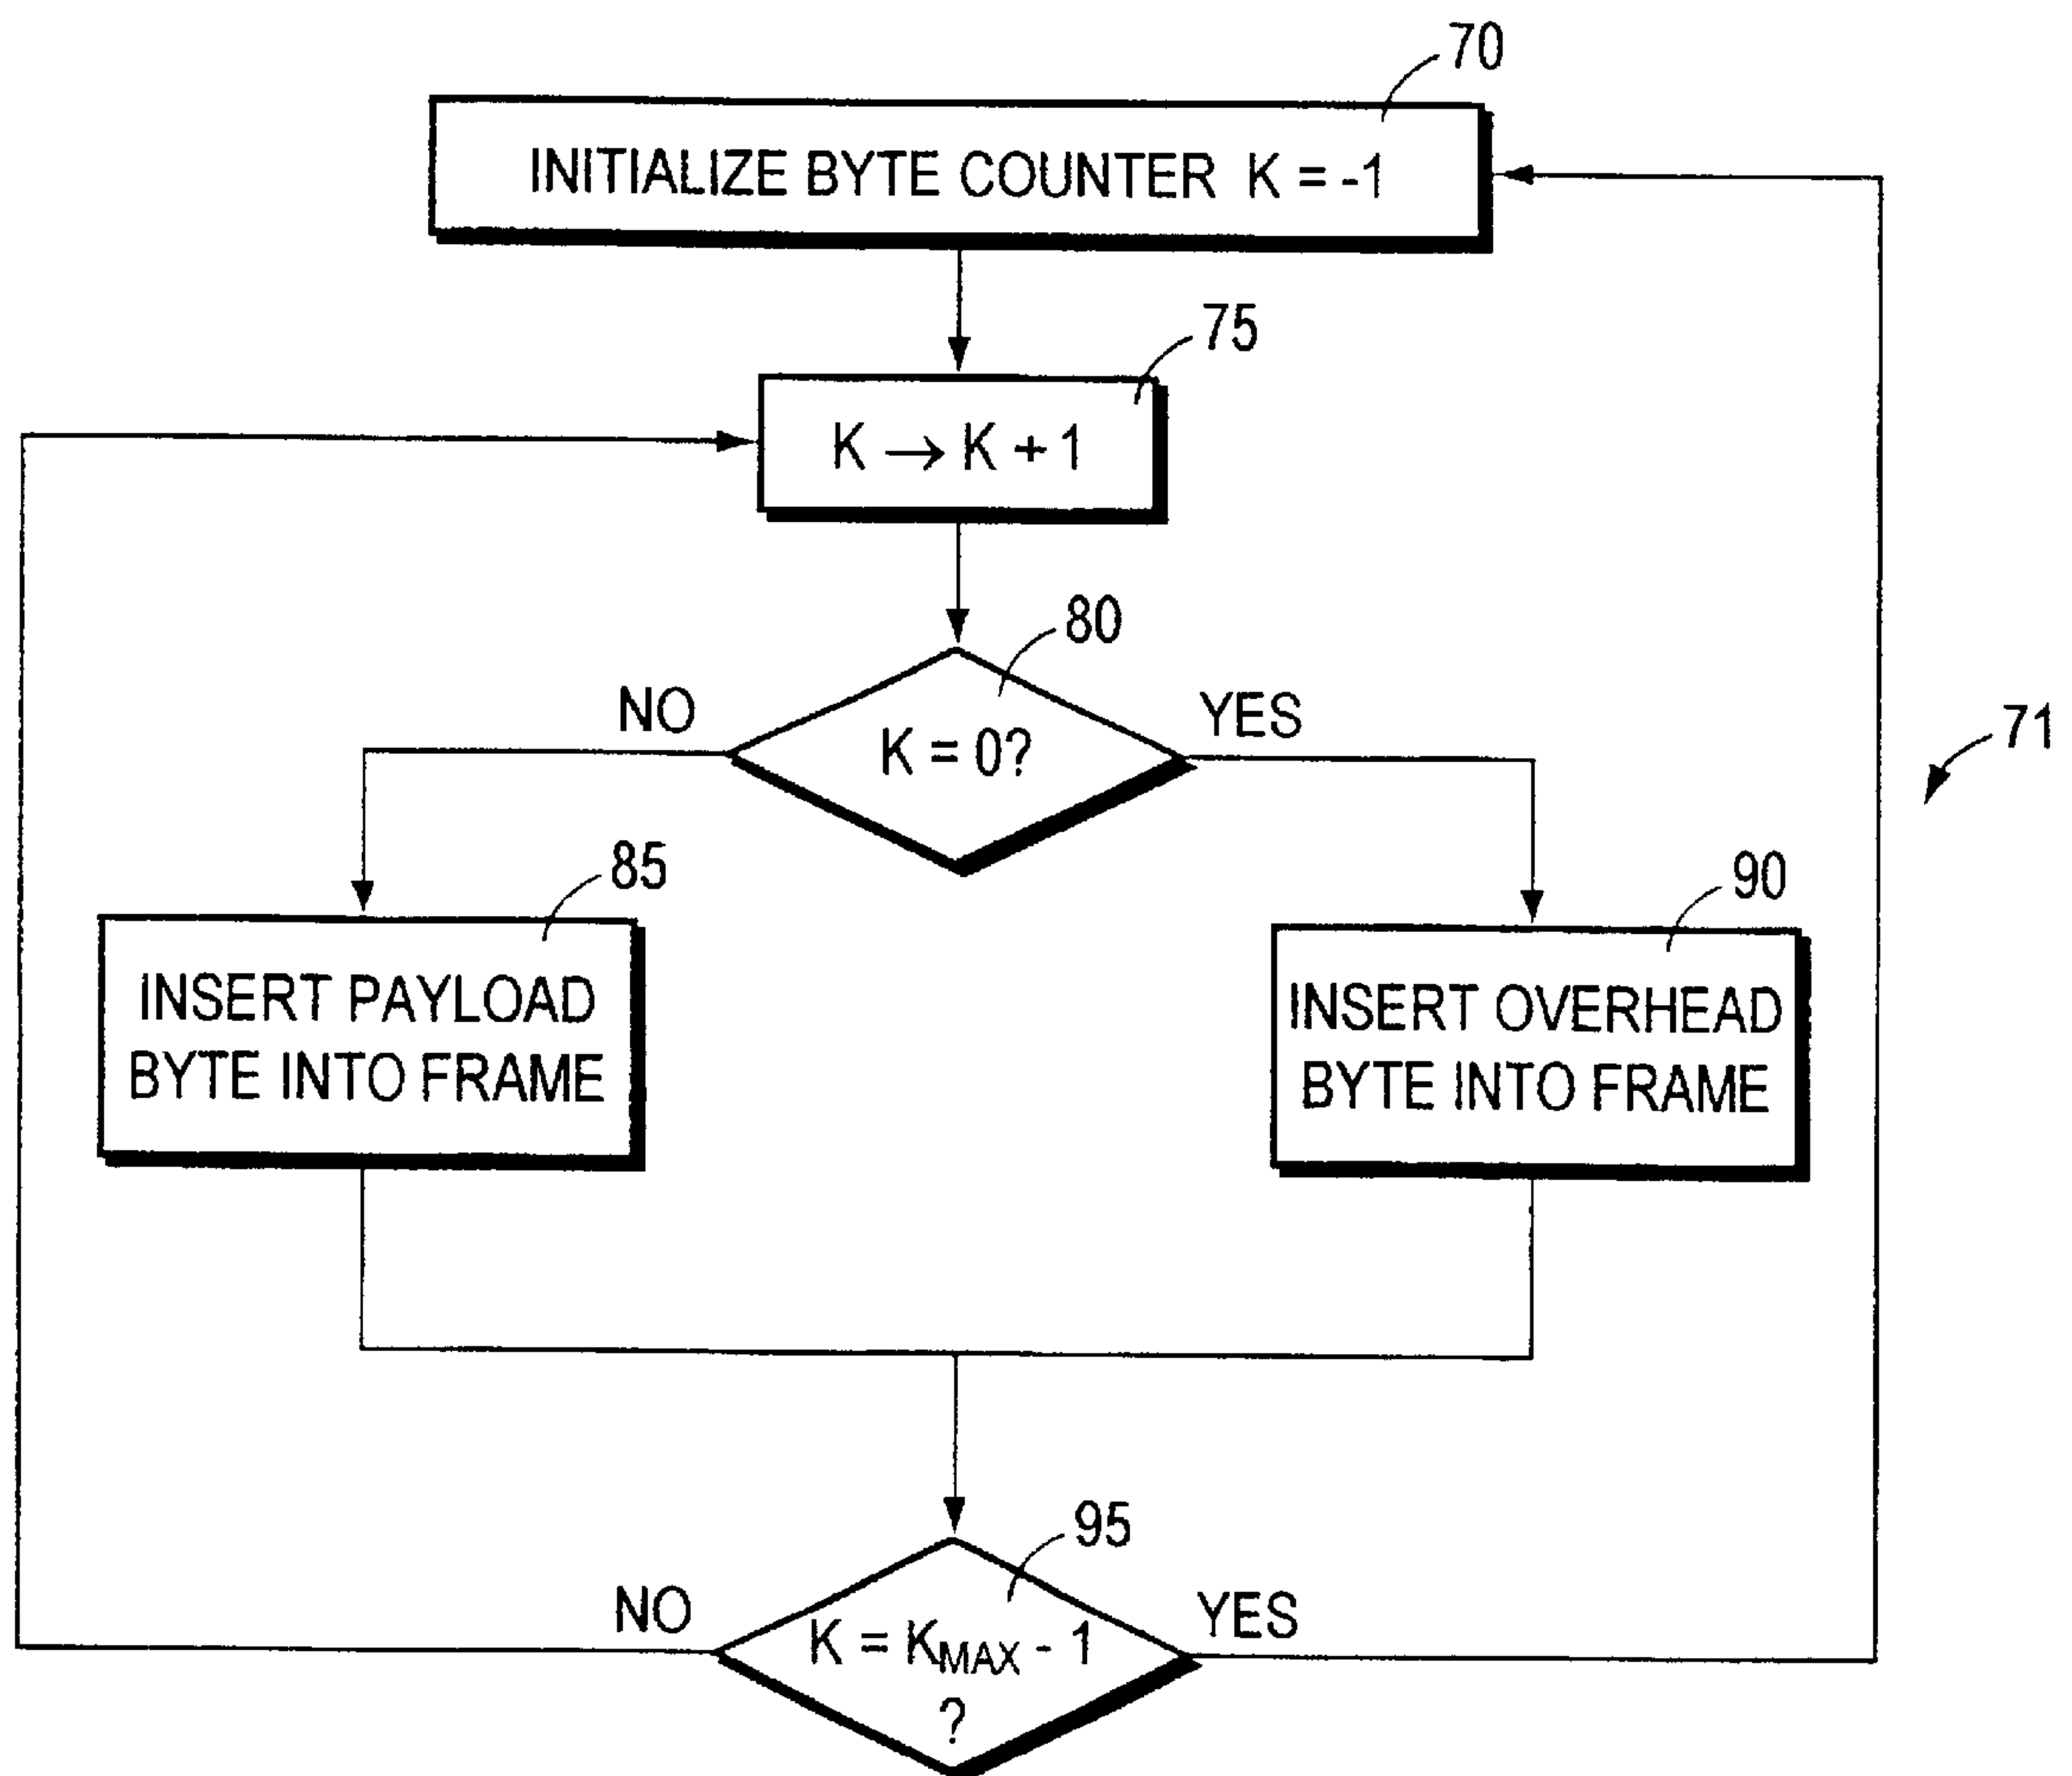 70
INITIALIZE BYTE COUNTER K = -1
75
K → K + 1
80
NO
YES
K = 0?
71
85
90
INSERT PAYLOAD
BYTE INTO FRAME
INSERT OVERHEAD
BYTE INTO FRAME
95
NO
YES
K = KMAX - 1
?